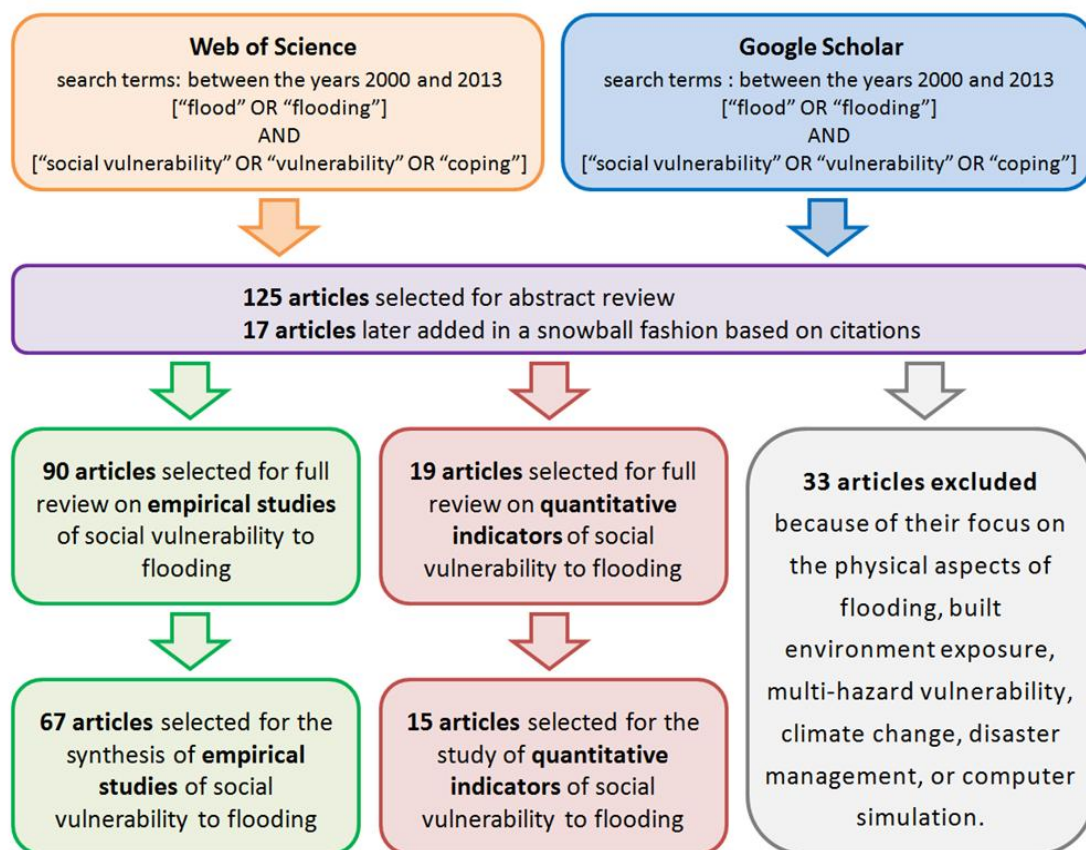 Web of Science
search terms: between the years 2000 and 2013
[“flood” OR “flooding”]
AND
[“social vulnerability” OR “vulnerability” OR “coping”]
Google Scholar
search terms : between the years 2000 and 2013
[“flood” OR “flooding”]
AND
[“social vulnerability” OR “vulnerability” OR “coping”]
125 articles selected for abstract review
17 articles later added in a snowball fashion based on citations
90 articles selected for full
review on empirical studies
of social vulnerability to
flooding
19 articles selected for full
review on quantitative
indicators of social
vulnerability to flooding
33 articles excluded
because of their focus on
the physical aspects of
flooding, built
environment exposure,
multi-hazard vulnerability,
climate change, disaster
management, or computer
simulation.
67 articles selected for the
synthesis of empirical
studies of social
vulnerability to flooding
15 articles selected for the
study of quantitative
indicators of social
vulnerability to flooding